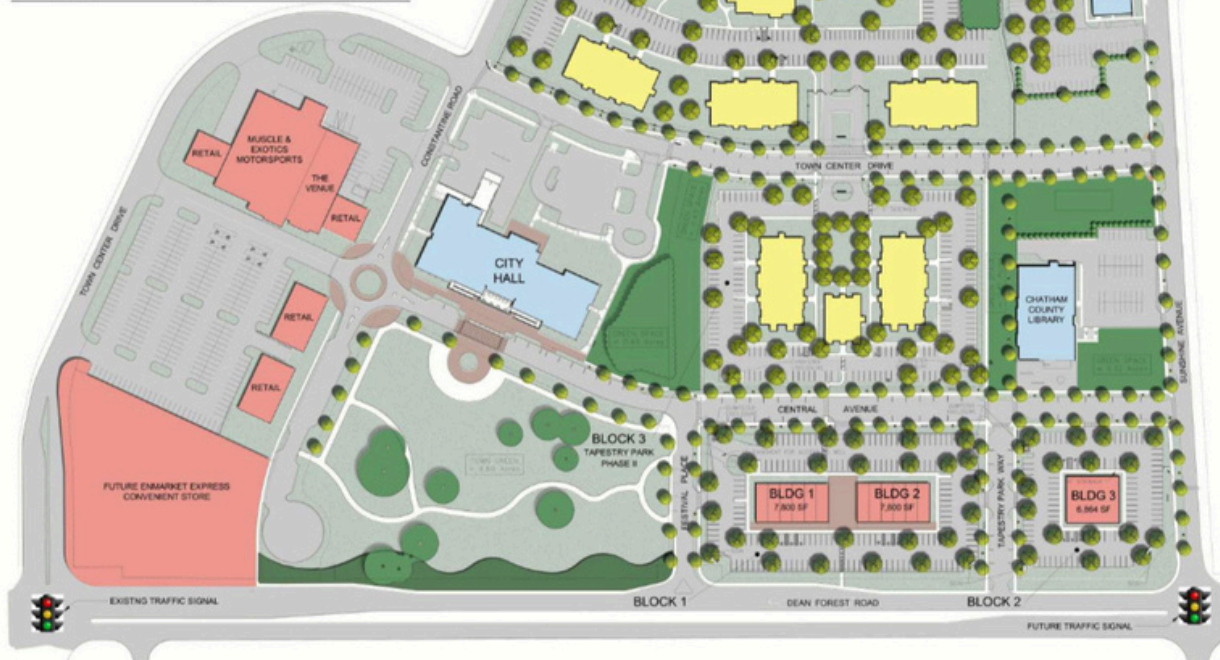 CONSTANTINE ROAD
MUSCLE &
EXOTICS
MOTORSPORTS
RETAIL
THE
VENUE
RETAIL
TOWN CENTER DRIVE
TOWN CENTER DRIVE
CITY
HALL
CHATHAM
COUNTY
LIBRARY
SUNSHINE AVENUE
RETAIL
RETAIL
CENTRAL AVENUE
BLOCK 3
TAPESTRY PARK
PHASE II
FESTIVAL PLACE
TAPESTRY PARK WAY
FUTURE ENMARKET EXPRESS
CONVENIENT STORE
BLDG 1
7,800 SF
BLDG 2
7,800 SF
BLDG 3
6,864 SF
EXISTNG TRAFFIC SIGNAL
BLOCK 1
DEAN FOREST ROAD
BLOCK 2
FUTURE TRAFFIC SIGNAL